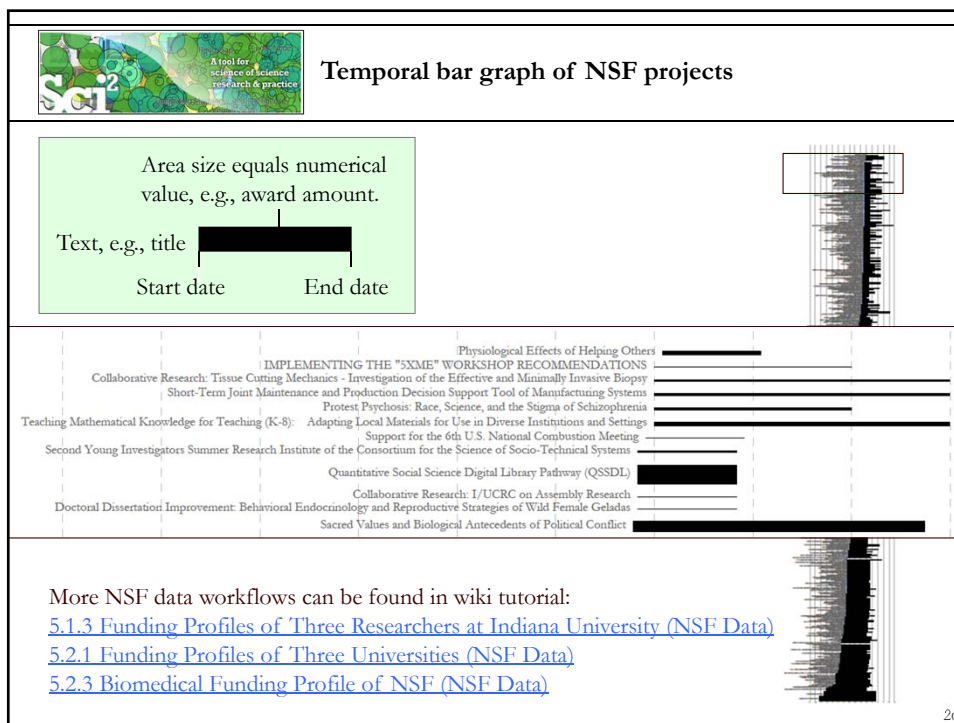 Sci²
A tool for
science of science
research & practice
Temporal bar graph of NSF projects
Area size equals numerical
value, e.g., award amount.
Text, e.g., title
Start date End date
Physiological Effects of Helping Others
IMPLEMENTING THE "5XME" WORKSHOP RECOMMENDATIONS
Collaborative Research: Tissue Cutting Mechanics - Investigation of the Effective and Minimally Invasive Biopsy
Short-Term Joint Maintenance and Production Decision Support Tool of Manufacturing Systems
Protest Psychosis: Race, Science, and the Stigma of Schizophrenia
Teaching Mathematical Knowledge for Teaching (K-8): Adapting Local Materials for Use in Diverse Institutions and Settings
Support for the 6th U.S. National Combustion Meeting
Second Young Investigators Summer Research Institute of the Consortium for the Science of Socio-Technical Systems
Quantitative Social Science Digital Library Pathway (QSSDL)
Collaborative Research: I/UCRC on Assembly Research
Doctoral Dissertation Improvement: Behavioral Endocrinology and Reproductive Strategies of Wild Female Geladas
Sacred Values and Biological Antecedents of Political Conflict
More NSF data workflows can be found in wiki tutorial:
5.1.3 Funding Profiles of Three Researchers at Indiana University (NSF Data)
5.2.1 Funding Profiles of Three Universities (NSF Data)
5.2.3 Biomedical Funding Profile of NSF (NSF Data)